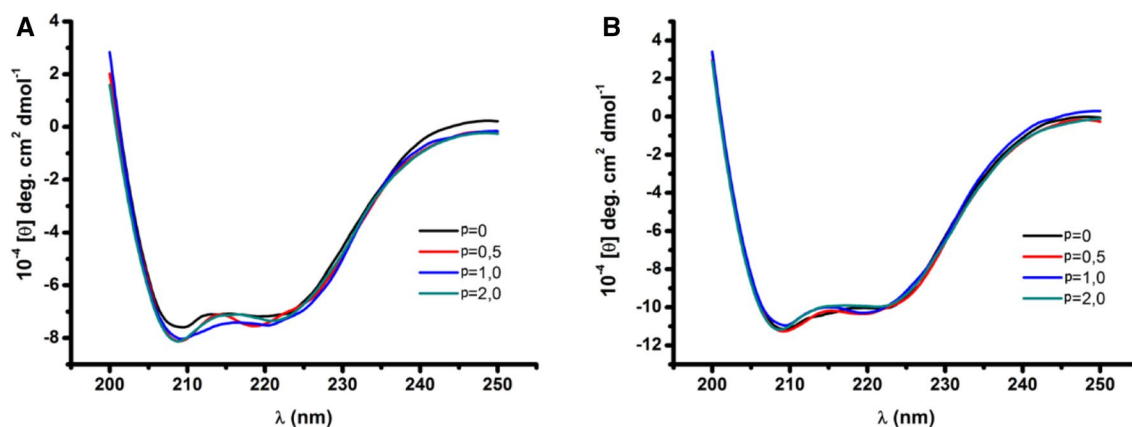 A
10⁻⁴ [θ] deg. cm² dmol⁻¹
4
2
0
-2
-4
-6
-8
200 210 220 230 240 250
λ (nm)
p=0
p=0,5
p=1,0
p=2,0
B
10⁻⁴ [θ] deg. cm² dmol⁻¹
4
2
0
-2
-4
-6
-8
-10
-12
200 210 220 230 240 250
λ (nm)
p=0
p=0,5
p=1,0
p=2,0